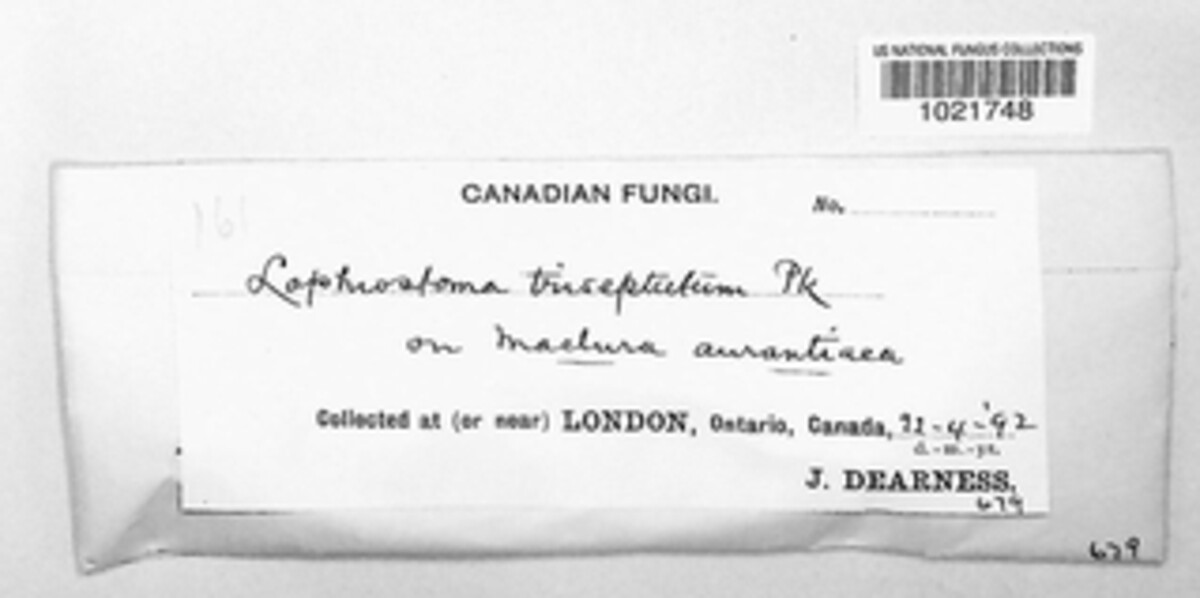 US NATIONAL FUNGUS COLLECTIONS
1021748
161
CANADIAN FUNGI.
No.
Lophiostoma triseptatum Pk
on Maclura aurantiaca
Collected at (or near) LONDON, Ontario, Canada, -4-'92
d.-m.-yr.
J. DEARNESS.
679
679